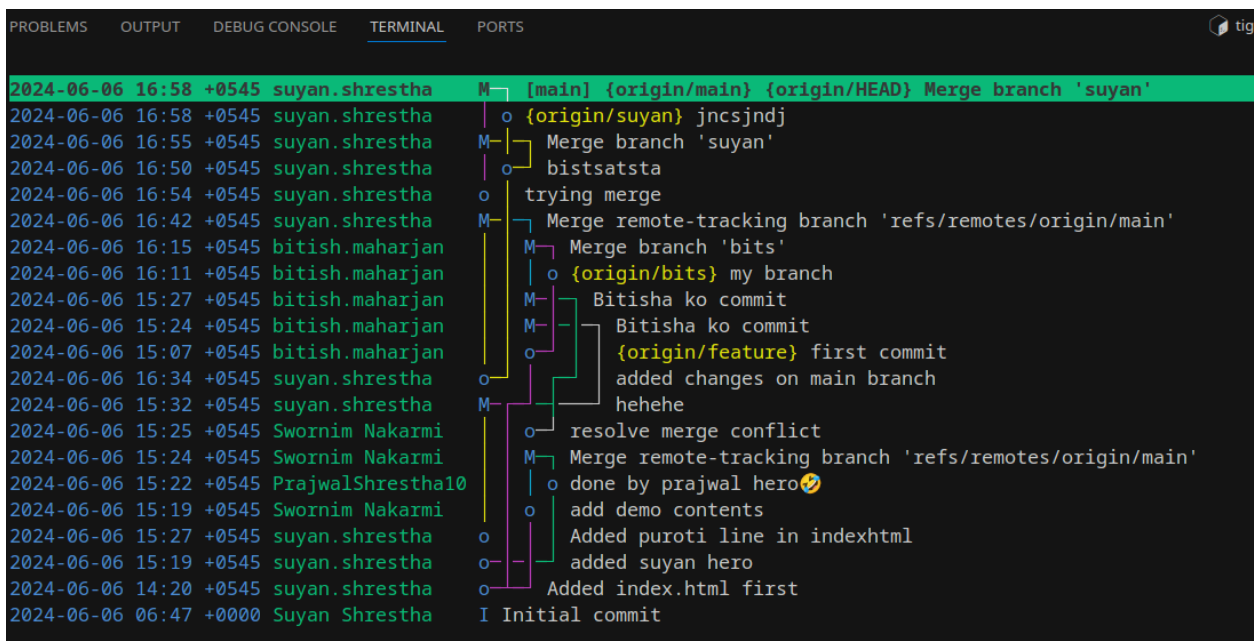 PROBLEMS OUTPUT DEBUG CONSOLE TERMINAL PORTS tig
2024-06-06 16:58 +0545 suyan.shrestha M [main] {origin/main} {origin/HEAD} Merge branch 'suyan'
2024-06-06 16:58 +0545 suyan.shrestha o {origin/suyan} jncsjndj
2024-06-06 16:55 +0545 suyan.shrestha M Merge branch 'suyan'
2024-06-06 16:50 +0545 suyan.shrestha o bistsatsta
2024-06-06 16:54 +0545 suyan.shrestha o trying merge
2024-06-06 16:42 +0545 suyan.shrestha M Merge remote-tracking branch 'refs/remotes/origin/main'
2024-06-06 16:15 +0545 bitish.maharjan M Merge branch 'bits'
2024-06-06 16:11 +0545 bitish.maharjan o {origin/bits} my branch
2024-06-06 15:27 +0545 bitish.maharjan M Bitisha ko commit
2024-06-06 15:24 +0545 bitish.maharjan M Bitisha ko commit
2024-06-06 15:07 +0545 bitish.maharjan o {origin/feature} first commit
2024-06-06 16:34 +0545 suyan.shrestha o added changes on main branch
2024-06-06 15:32 +0545 suyan.shrestha M hehehe
2024-06-06 15:25 +0545 Swornim Nakarmi o resolve merge conflict
2024-06-06 15:24 +0545 Swornim Nakarmi M Merge remote-tracking branch 'refs/remotes/origin/main'
2024-06-06 15:22 +0545 PrajwalShrestha10 o done by prajwal hero🤣
2024-06-06 15:19 +0545 Swornim Nakarmi o add demo contents
2024-06-06 15:27 +0545 suyan.shrestha o Added puroti line in indexhtml
2024-06-06 15:19 +0545 suyan.shrestha o added suyan hero
2024-06-06 14:20 +0545 suyan.shrestha o Added index.html first
2024-06-06 06:47 +0000 Suyan Shrestha I Initial commit